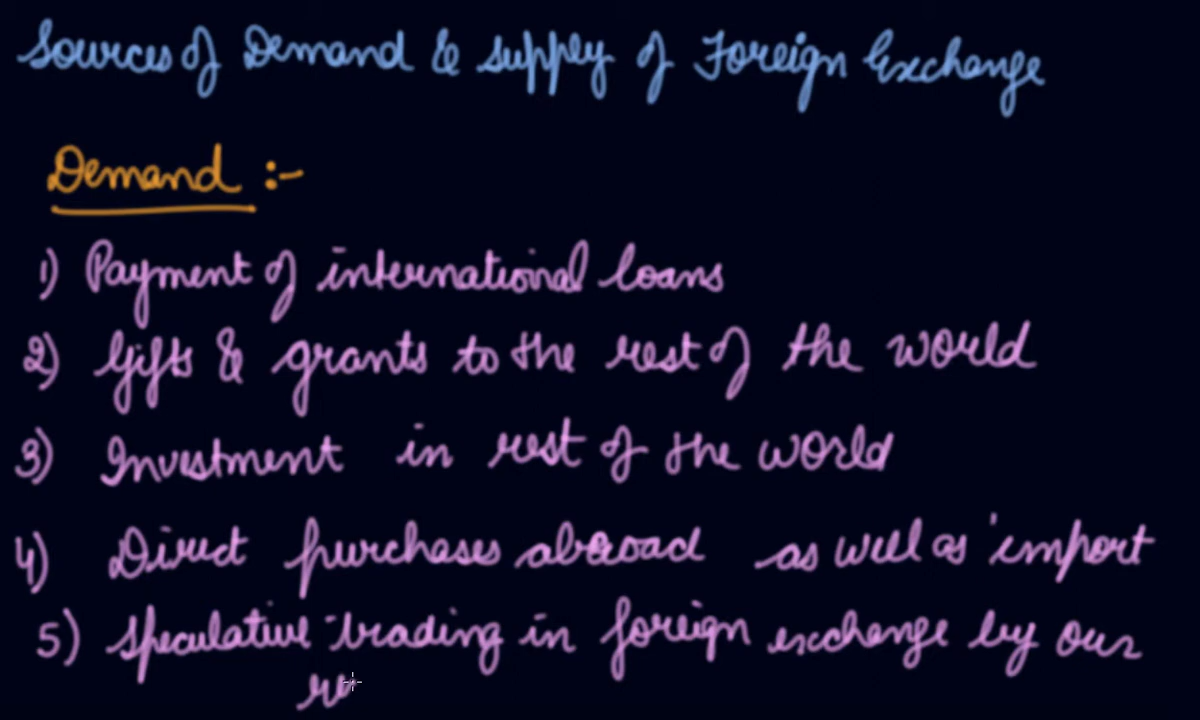 Sources of Demand & supply of Foreign Exchange
Demand :-
1) Payment of international loans
2) Gifts & grants to the rest of the world
3) Investment in rest of the world
4) Direct purchases abroad as well as import
5) Speculative trading in foreign exchange by our